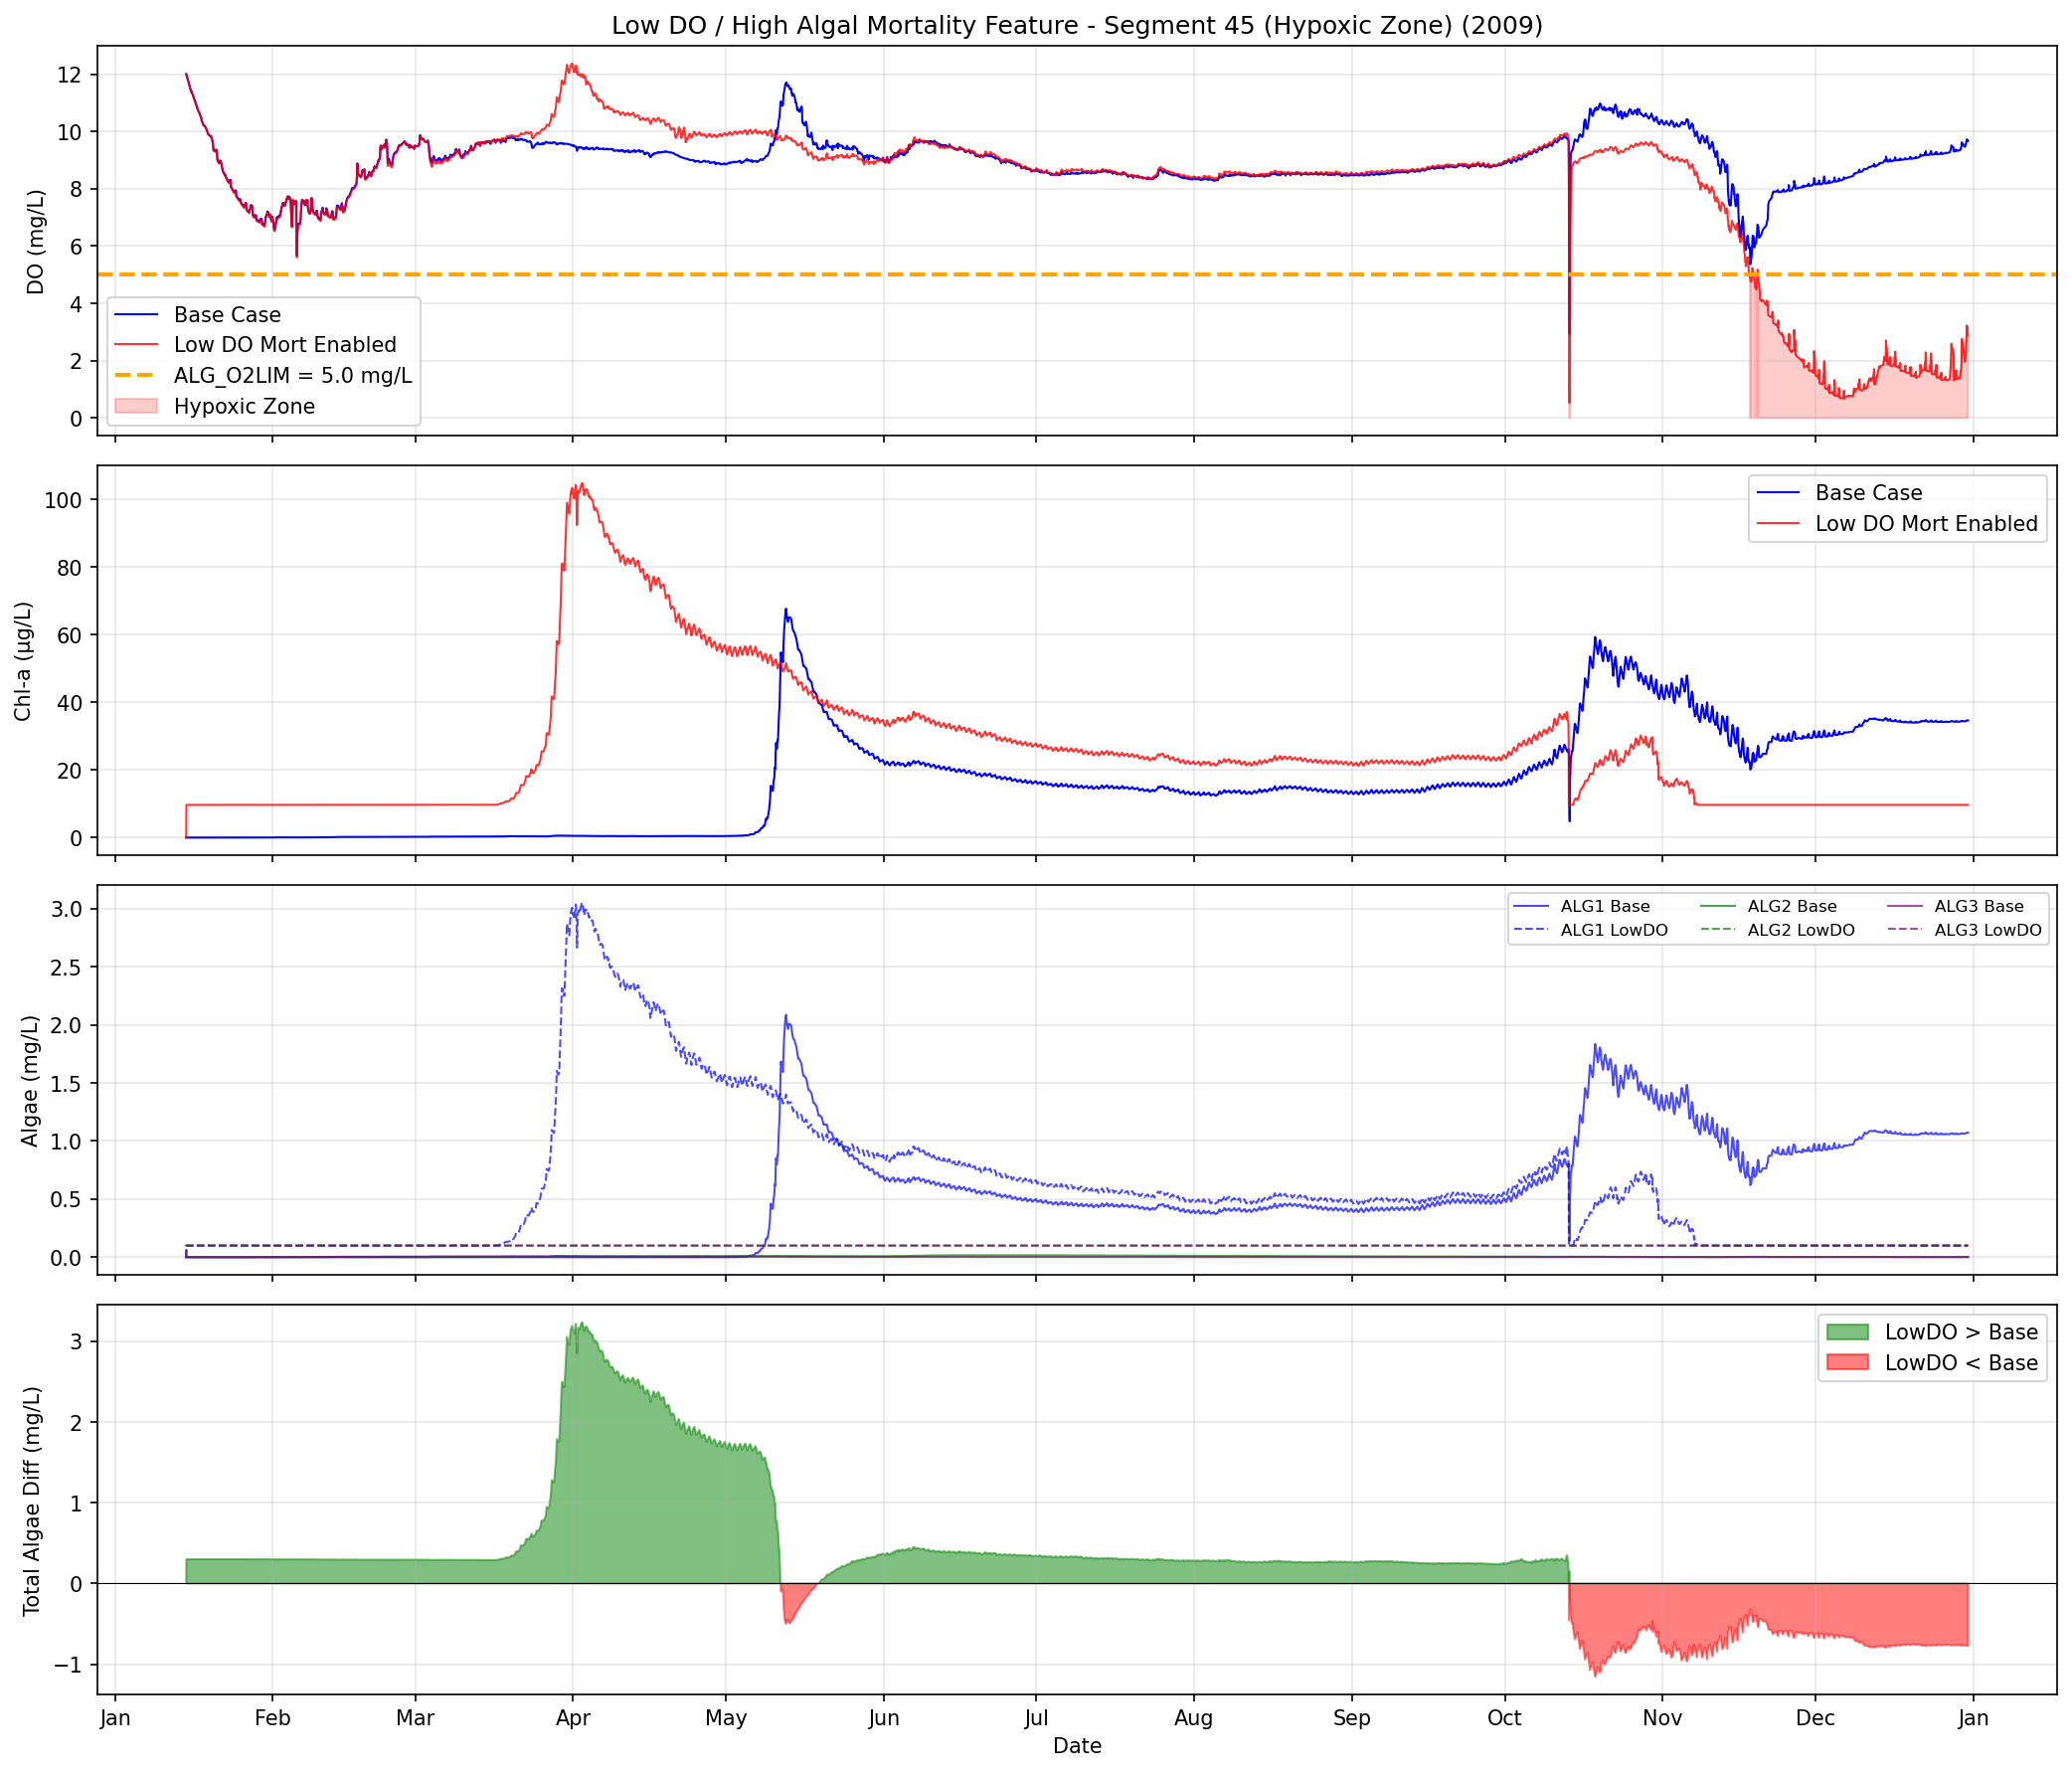 Low DO / High Algal Mortality Feature - Segment 45 (Hypoxic Zone) (2009)
DO (mg/L)
12
10
8
6
4
2
0
Base Case
Low DO Mort Enabled
ALG_O2LIM = 5.0 mg/L
Hypoxic Zone
Chl-a (µg/L)
100
80
60
40
20
0
Base Case
Low DO Mort Enabled
Algae (mg/L)
3.0
2.5
2.0
1.5
1.0
0.5
0.0
ALG1 Base
ALG2 Base
ALG3 Base
ALG1 LowDO
ALG2 LowDO
ALG3 LowDO
Total Algae Diff (mg/L)
3
2
1
0
−1
LowDO > Base
LowDO < Base
Jan Feb Mar Apr May Jun Jul Aug Sep Oct Nov Dec Jan
Date